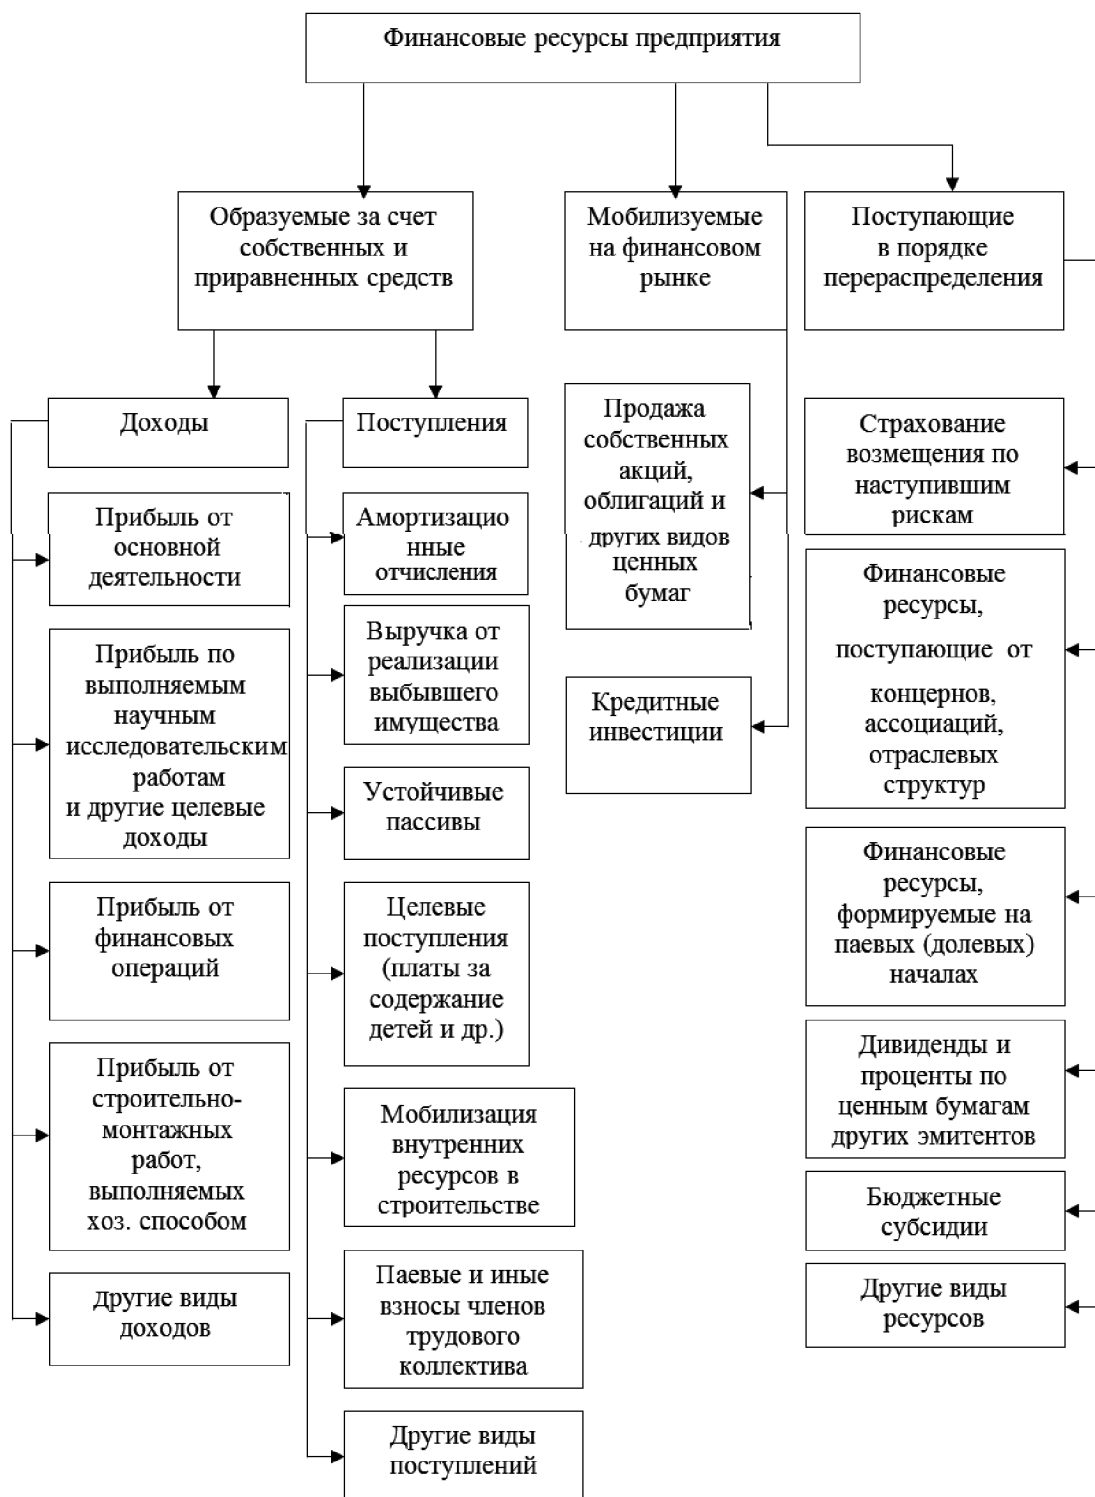 Финансовые ресурсы предприятия
Образуемые за счет
собственных и
приравненных средств
Мобилизуемые
на финансовом
рынке
Поступающие
в порядке
перераспределения
Доходы
Прибыль от
основной
деятельности
Прибыль по
выполняемым
научным
исследовательским
работам
и другие целевые
доходы
Прибыль от
финансовых
операций
Прибыль от
строительно-
монтажных
работ,
выполняемых
хоз. способом
Другие виды
доходов
Поступления
Амортизацио
нные
отчисления
Выручка от
реализации
выбывшего
имущества
Устойчивые
пассивы
Целевые
поступления
(платы за
содержание
детей и др.)
Мобилизация
внутренних
ресурсов в
строительстве
Паевые и иные
взносы членов
трудового
коллектива
Другие виды
поступлений
Продажа
собственных
акций,
облигаций и
других видов
ценных
бумаг
Кредитные
инвестиции
Страхование
возмещения по
наступившим
рискам
Финансовые
ресурсы,
поступающие от
концернов,
ассоциаций,
отраслевых
структур
Финансовые
ресурсы,
формируемые на
паевых (долевых)
началах
Дивиденды и
проценты по
ценным бумагам
других эмитентов
Бюджетные
субсидии
Другие виды
ресурсов